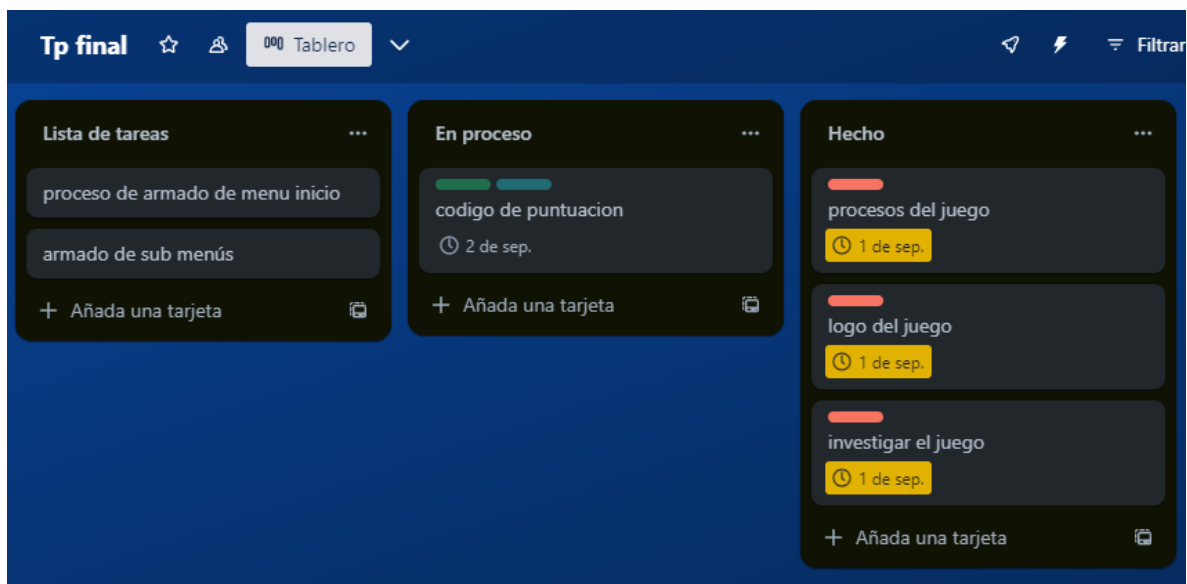 Tp final
Tablero
Filtrar
Lista de tareas
proceso de armado de menu inicio
armado de sub menús
Añada una tarjeta
En proceso
codigo de puntuacion
2 de sep.
Añada una tarjeta
Hecho
procesos del juego
1 de sep.
logo del juego
1 de sep.
investigar el juego
1 de sep.
Añada una tarjeta